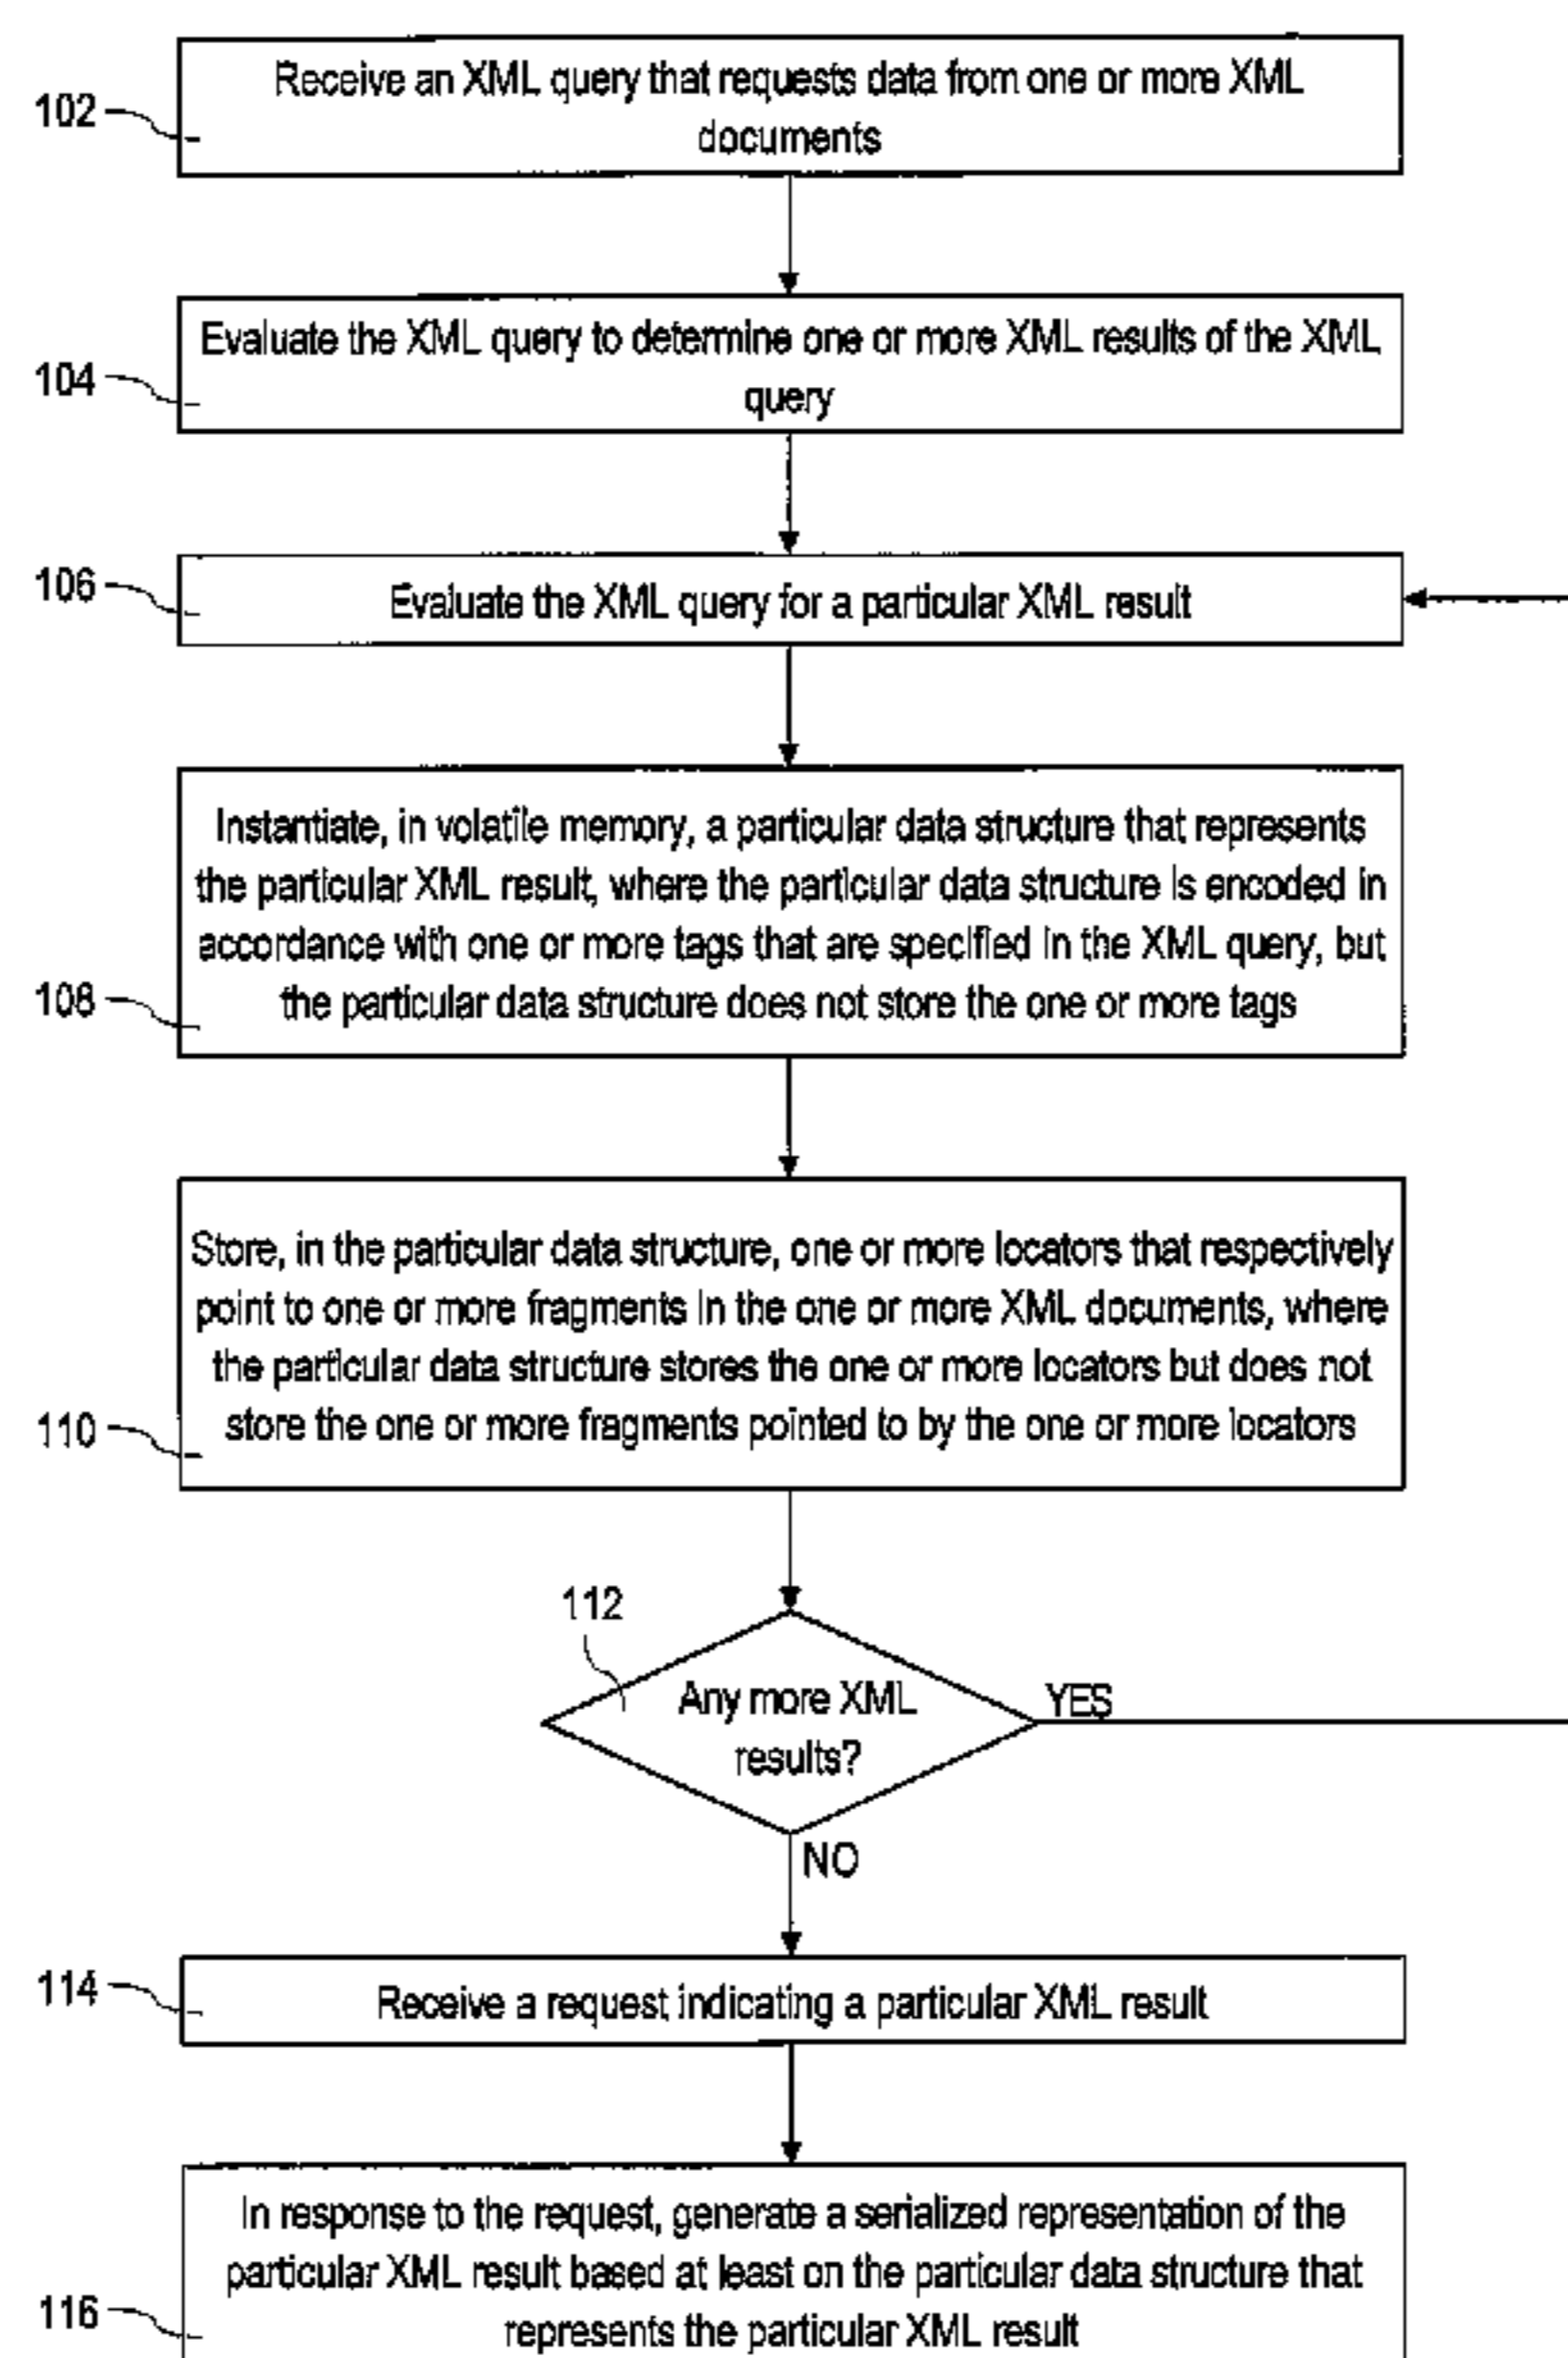 102
Receive an XML query that requests data from one or more XML
documents
104
Evaluate the XML query to determine one or more XML results of the XML
query
106
Evaluate the XML query for a particular XML result
108
Instantiate, in volatile memory, a particular data structure that represents
the particular XML result, where the particular data structure is encoded in
accordance with one or more tags that are specified in the XML query, but
the particular data structure does not store the one or more tags
110
Store, in the particular data structure, one or more locators that respectively
point to one or more fragments in the one or more XML documents, where
the particular data structure stores the one or more locators but does not
store the one or more fragments pointed to by the one or more locators
112
Any more XML
results?
YES
NO
114
Receive a request indicating a particular XML result
116
In response to the request, generate a serialized representation of the
particular XML result based at least on the particular data structure that
represents the particular XML result